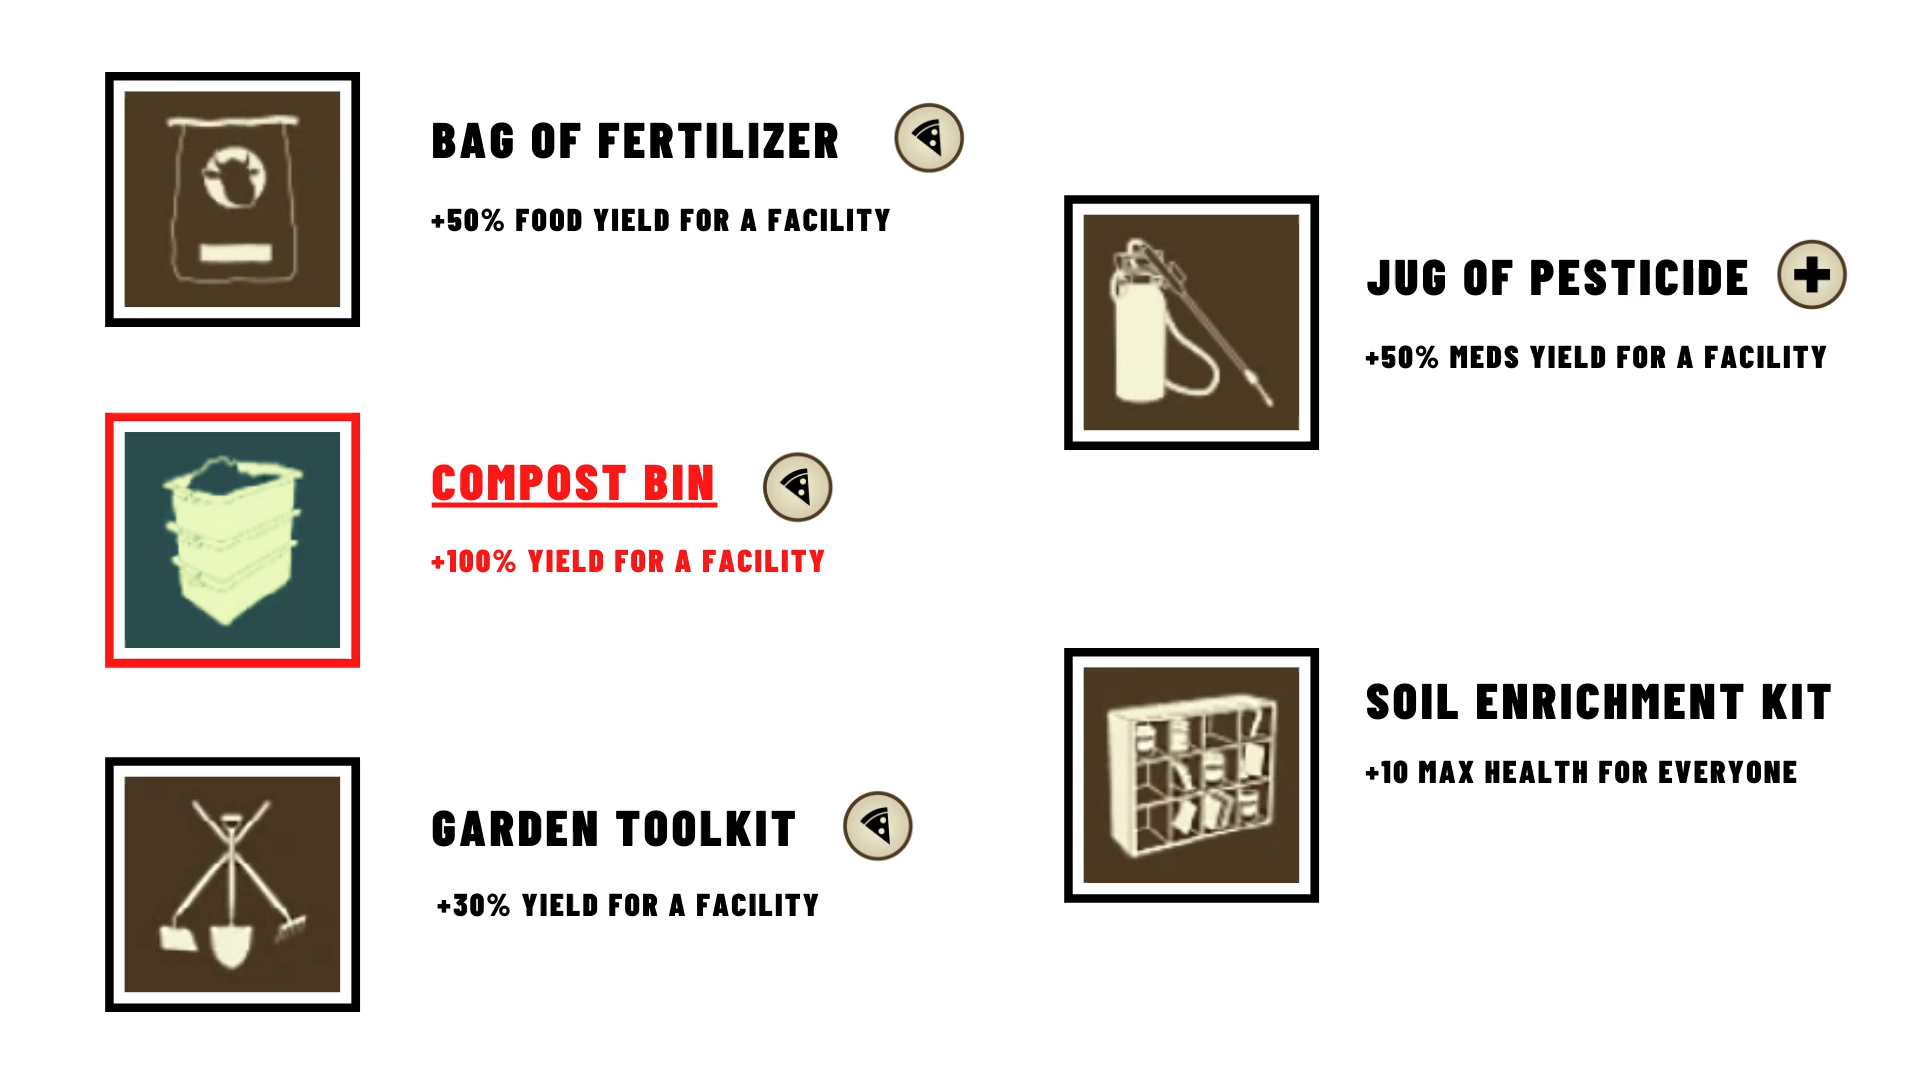 BAG OF FERTILIZER
+50% FOOD YIELD FOR A FACILITY
COMPOST BIN
+100% YIELD FOR A FACILITY
GARDEN TOOLKIT
+30% YIELD FOR A FACILITY
JUG OF PESTICIDE
+50% MEDS YIELD FOR A FACILITY
SOIL ENRICHMENT KIT
+10 MAX HEALTH FOR EVERYONE